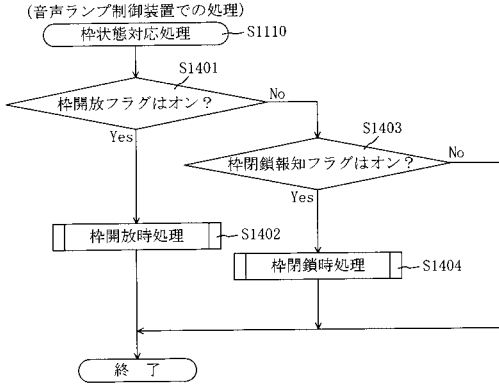 (音声ランプ制御装置での処理)
枠状態対応処理 S1110
S1401
枠開放フラグはオン?
No
Yes
S1403
枠閉鎖報知フラグはオン?
No
Yes
枠開放時処理 S1402
枠閉鎖時処理 S1404
終 了